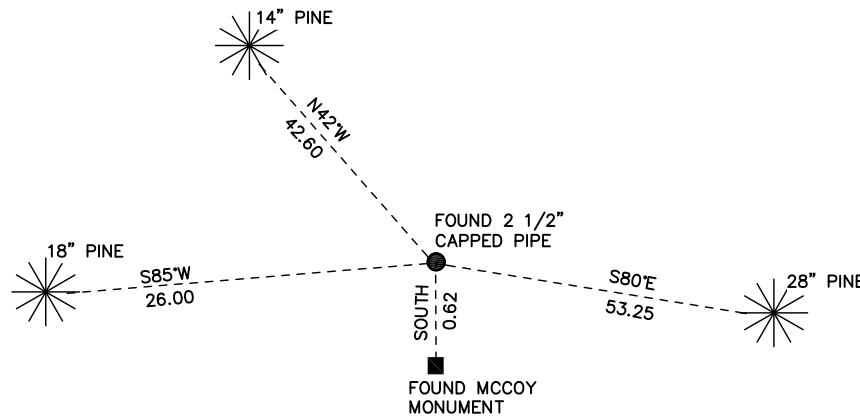 14" PINE
N42°W
42.60
FOUND 2 1/2"
CAPPED PIPE
18" PINE
S85°W
26.00
S80°E
53.25
28" PINE
SOUTH
0.62
FOUND MCCOY
MONUMENT